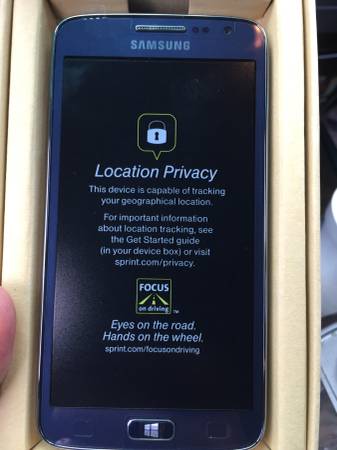 SAMSUNG
Location Privacy
This device is capable of tracking
your geographical location.
For important information
about location tracking, see
the Get Started guide
(in your device box) or visit
sprint.com/privacy.
FOCUS
on driving
TM
Eyes on the road.
Hands on the wheel.
sprint.com/focusondriving